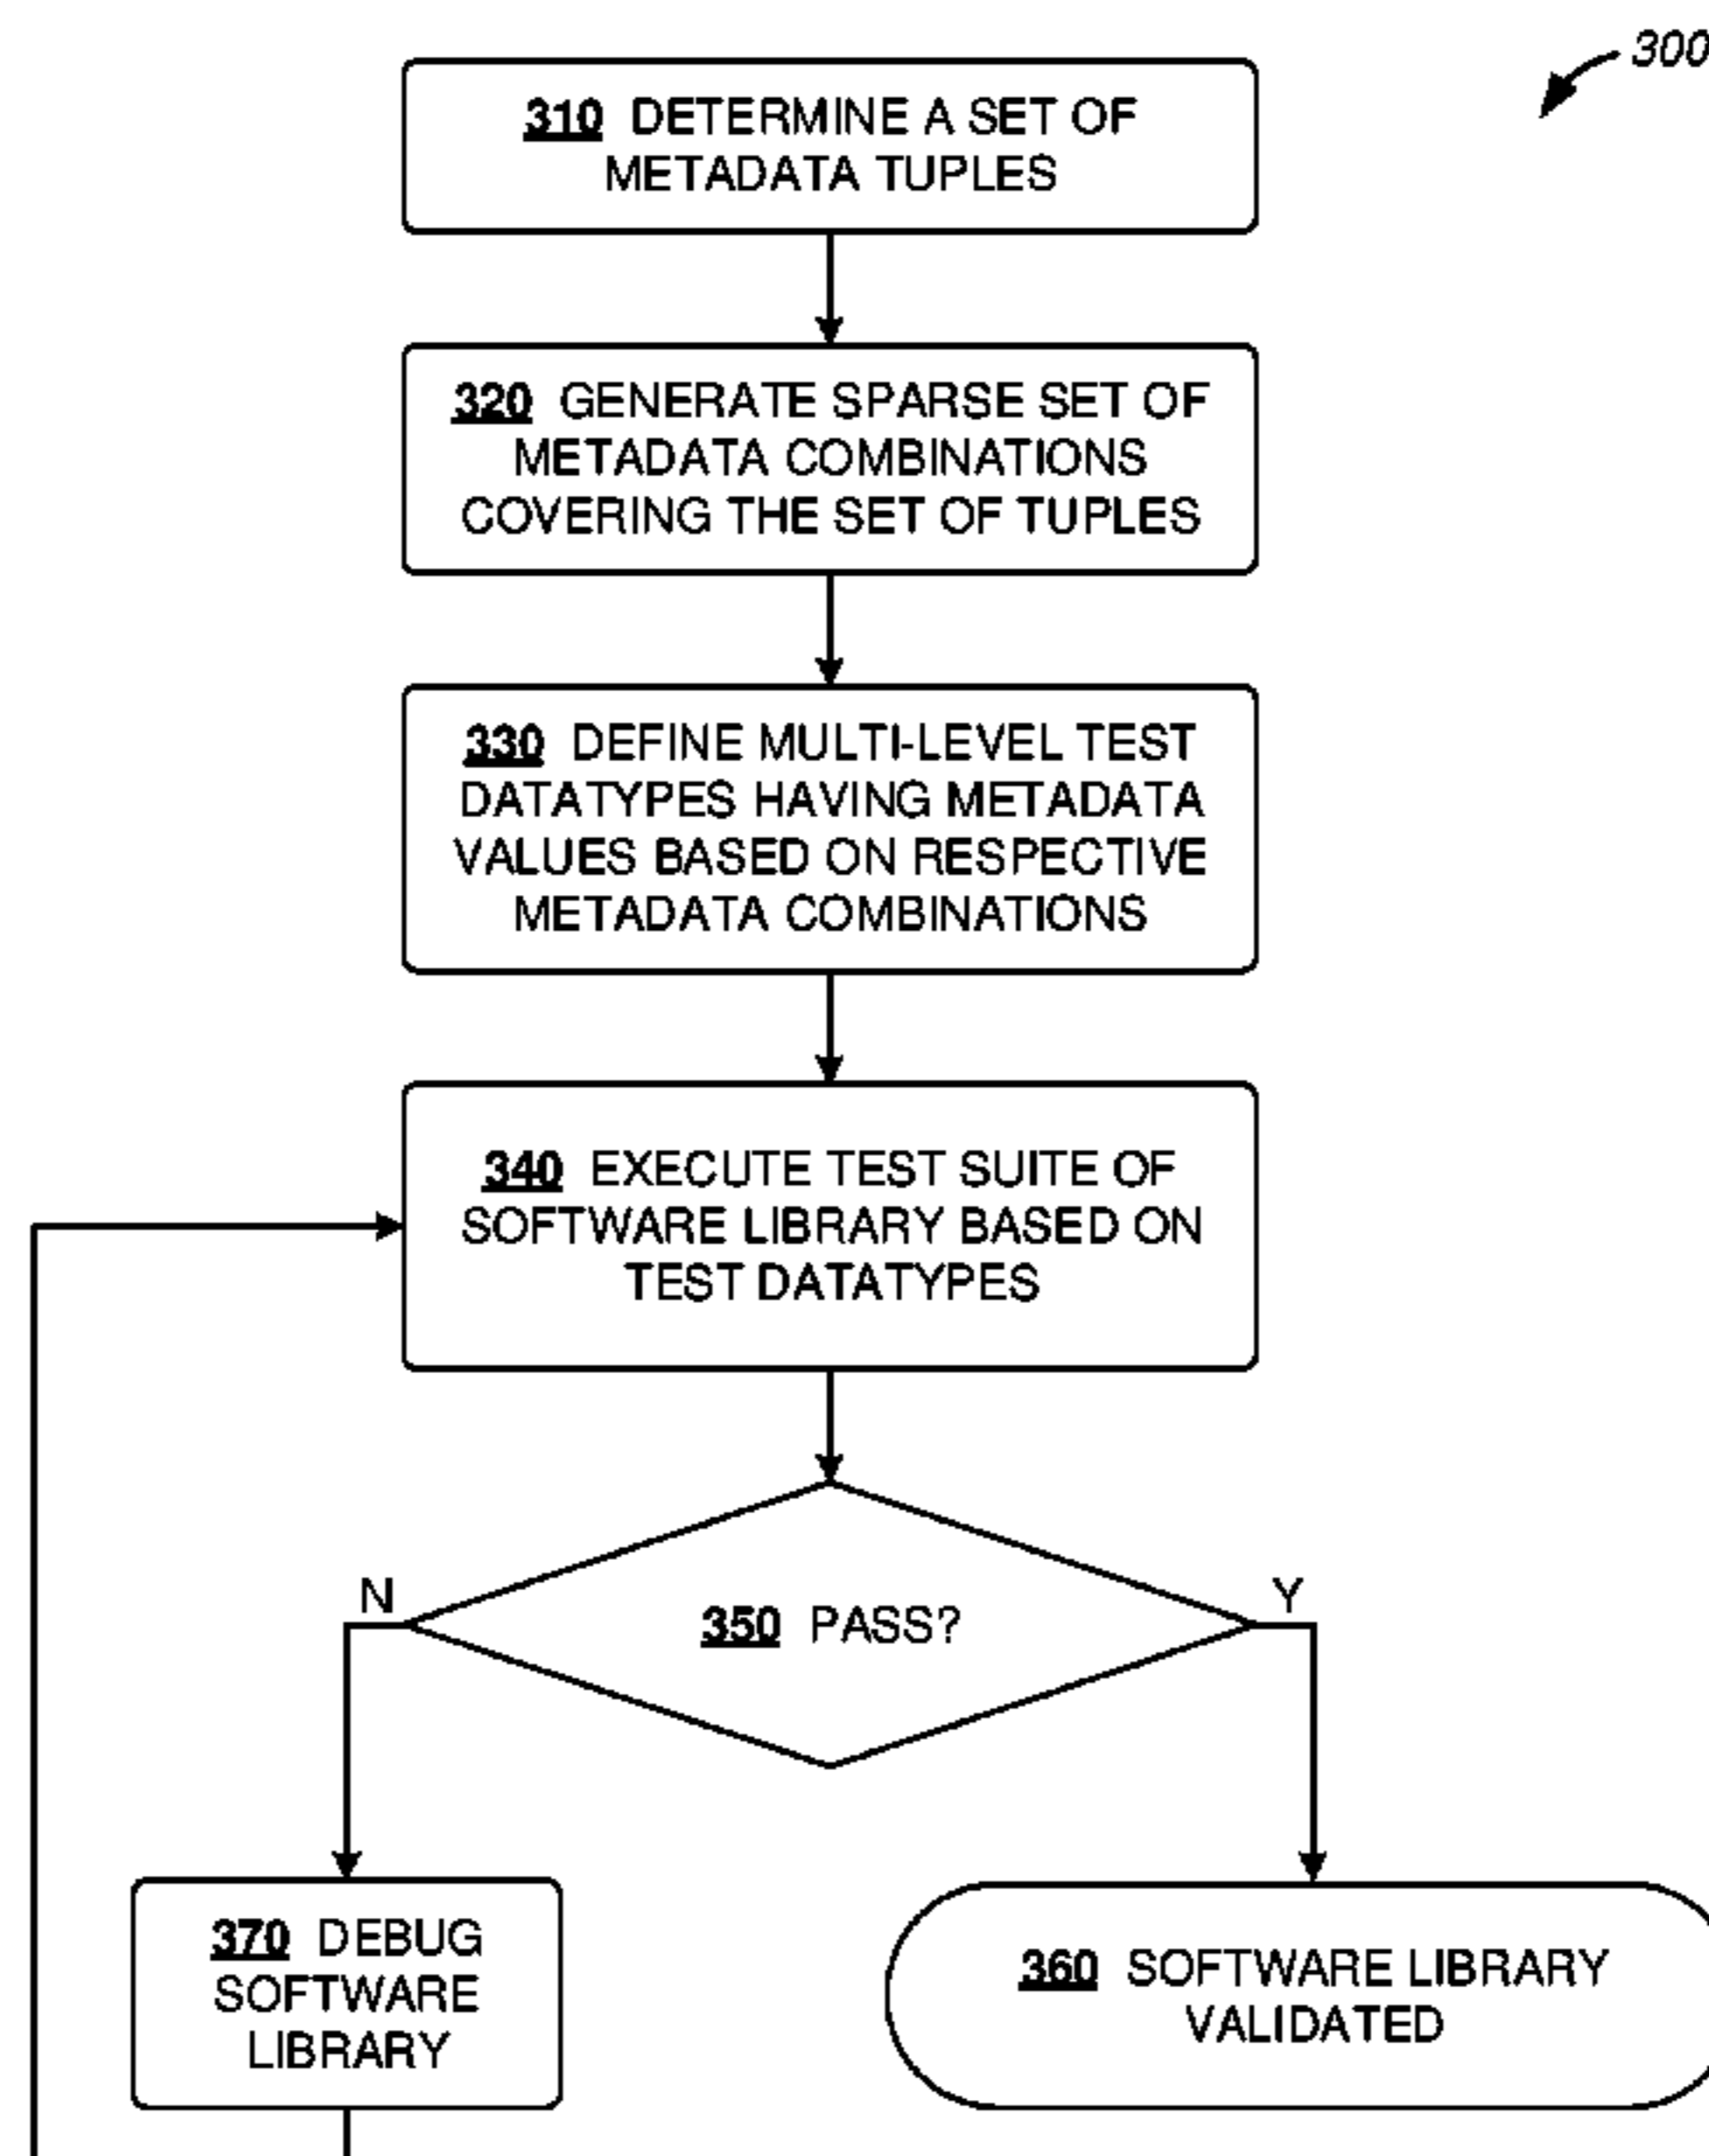 300
310 DETERMINE A SET OF
METADATA TUPLES
320 GENERATE SPARSE SET OF
METADATA COMBINATIONS
COVERING THE SET OF TUPLES
330 DEFINE MULTI-LEVEL TEST
DATATYPES HAVING METADATA
VALUES BASED ON RESPECTIVE
METADATA COMBINATIONS
340 EXECUTE TEST SUITE OF
SOFTWARE LIBRARY BASED ON
TEST DATATYPES
N
Y
350 PASS?
370 DEBUG
SOFTWARE
LIBRARY
360 SOFTWARE LIBRARY
VALIDATED